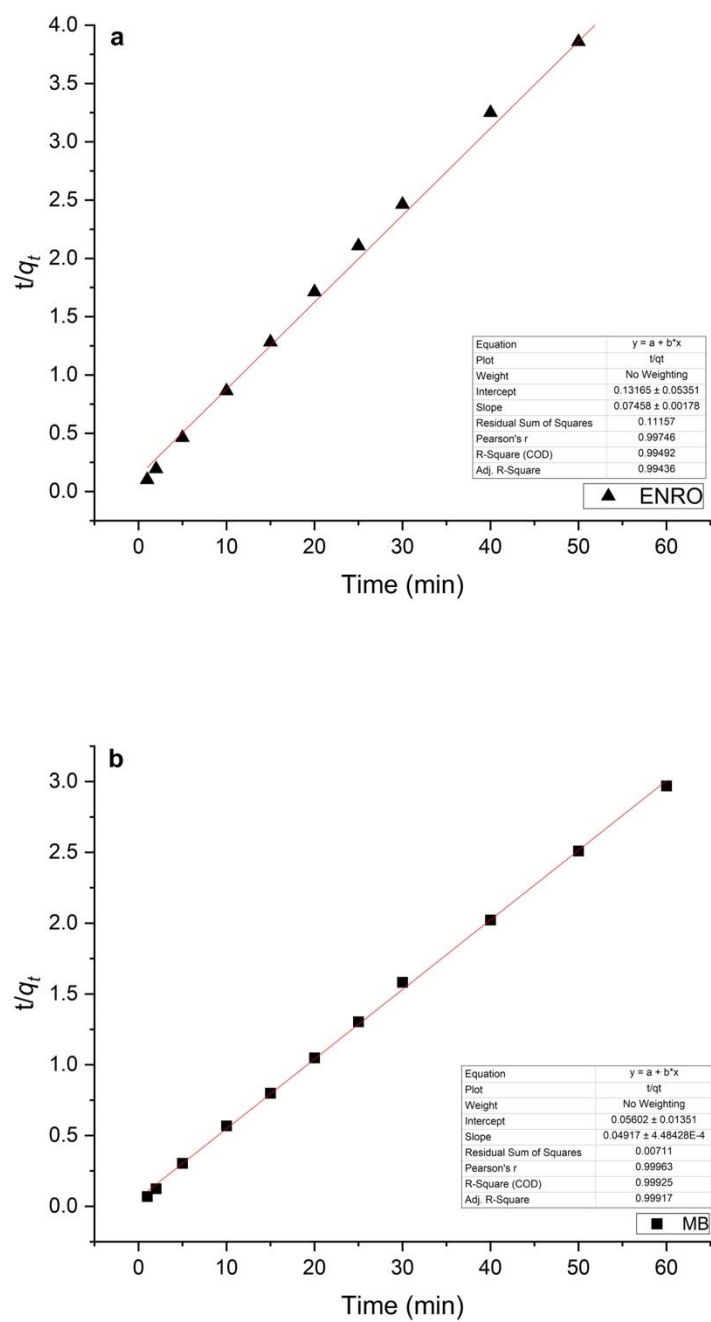 a
4.0
3.5
3.0
2.5
2.0
1.5
1.0
0.5
0.0
t/qt
Equation y = a + b*x
Plot t/qt
Weight No Weighting
Intercept 0.13165 ± 0.05351
Slope 0.07458 ± 0.00178
Residual Sum of Squares 0.11157
Pearson's r 0.99746
R-Square (COD) 0.99492
Adj. R-Square 0.99436
ENRO
0 10 20 30 40 50 60
Time (min)
b
3.0
2.5
2.0
1.5
1.0
0.5
0.0
t/qt
Equation y = a + b*x
Plot t/qt
Weight No Weighting
Intercept 0.05602 ± 0.01351
Slope 0.04917 ± 4.48428E-4
Residual Sum of Squares 0.00711
Pearson's r 0.99963
R-Square (COD) 0.99925
Adj. R-Square 0.99917
MB
0 10 20 30 40 50 60
Time (min)